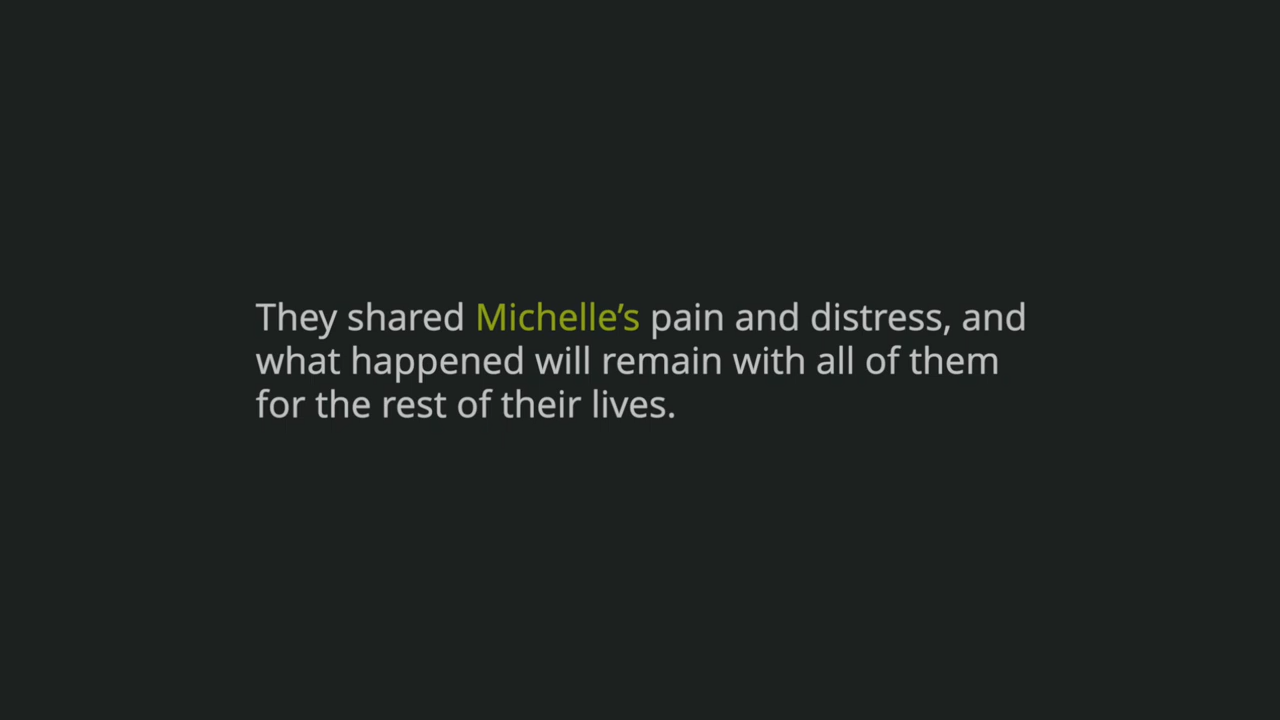 They shared Michelle’s pain and distress, and
what happened will remain with all of them
for the rest of their lives.